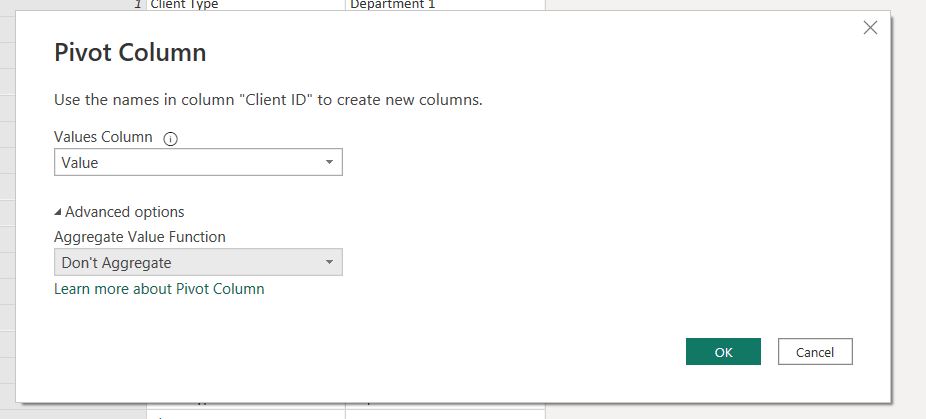 1 Client Type Department 1
Pivot Column
Use the names in column "Client ID" to create new columns.
Values Column
Value
Advanced options
Aggregate Value Function
Don't Aggregate
Learn more about Pivot Column
OK Cancel